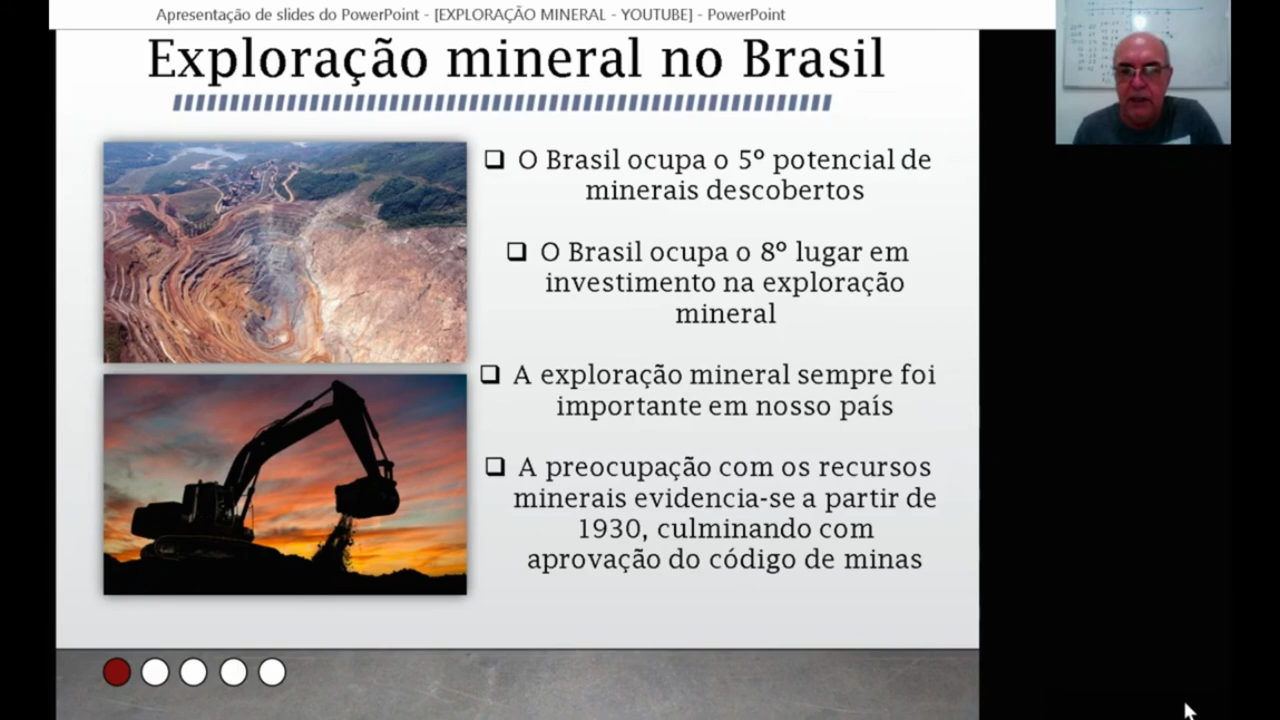 Apresentação de slides do PowerPoint - [EXPLORAÇÃO MINERAL - YOUTUBE] - PowerPoint
Exploração mineral no Brasil
O Brasil ocupa o 5º potencial de
minerais descobertos
O Brasil ocupa o 8º lugar em
investimento na exploração
mineral
A exploração mineral sempre foi
importante em nosso país
A preocupação com os recursos
minerais evidencia-se a partir de
1930, culminando com
aprovação do código de minas